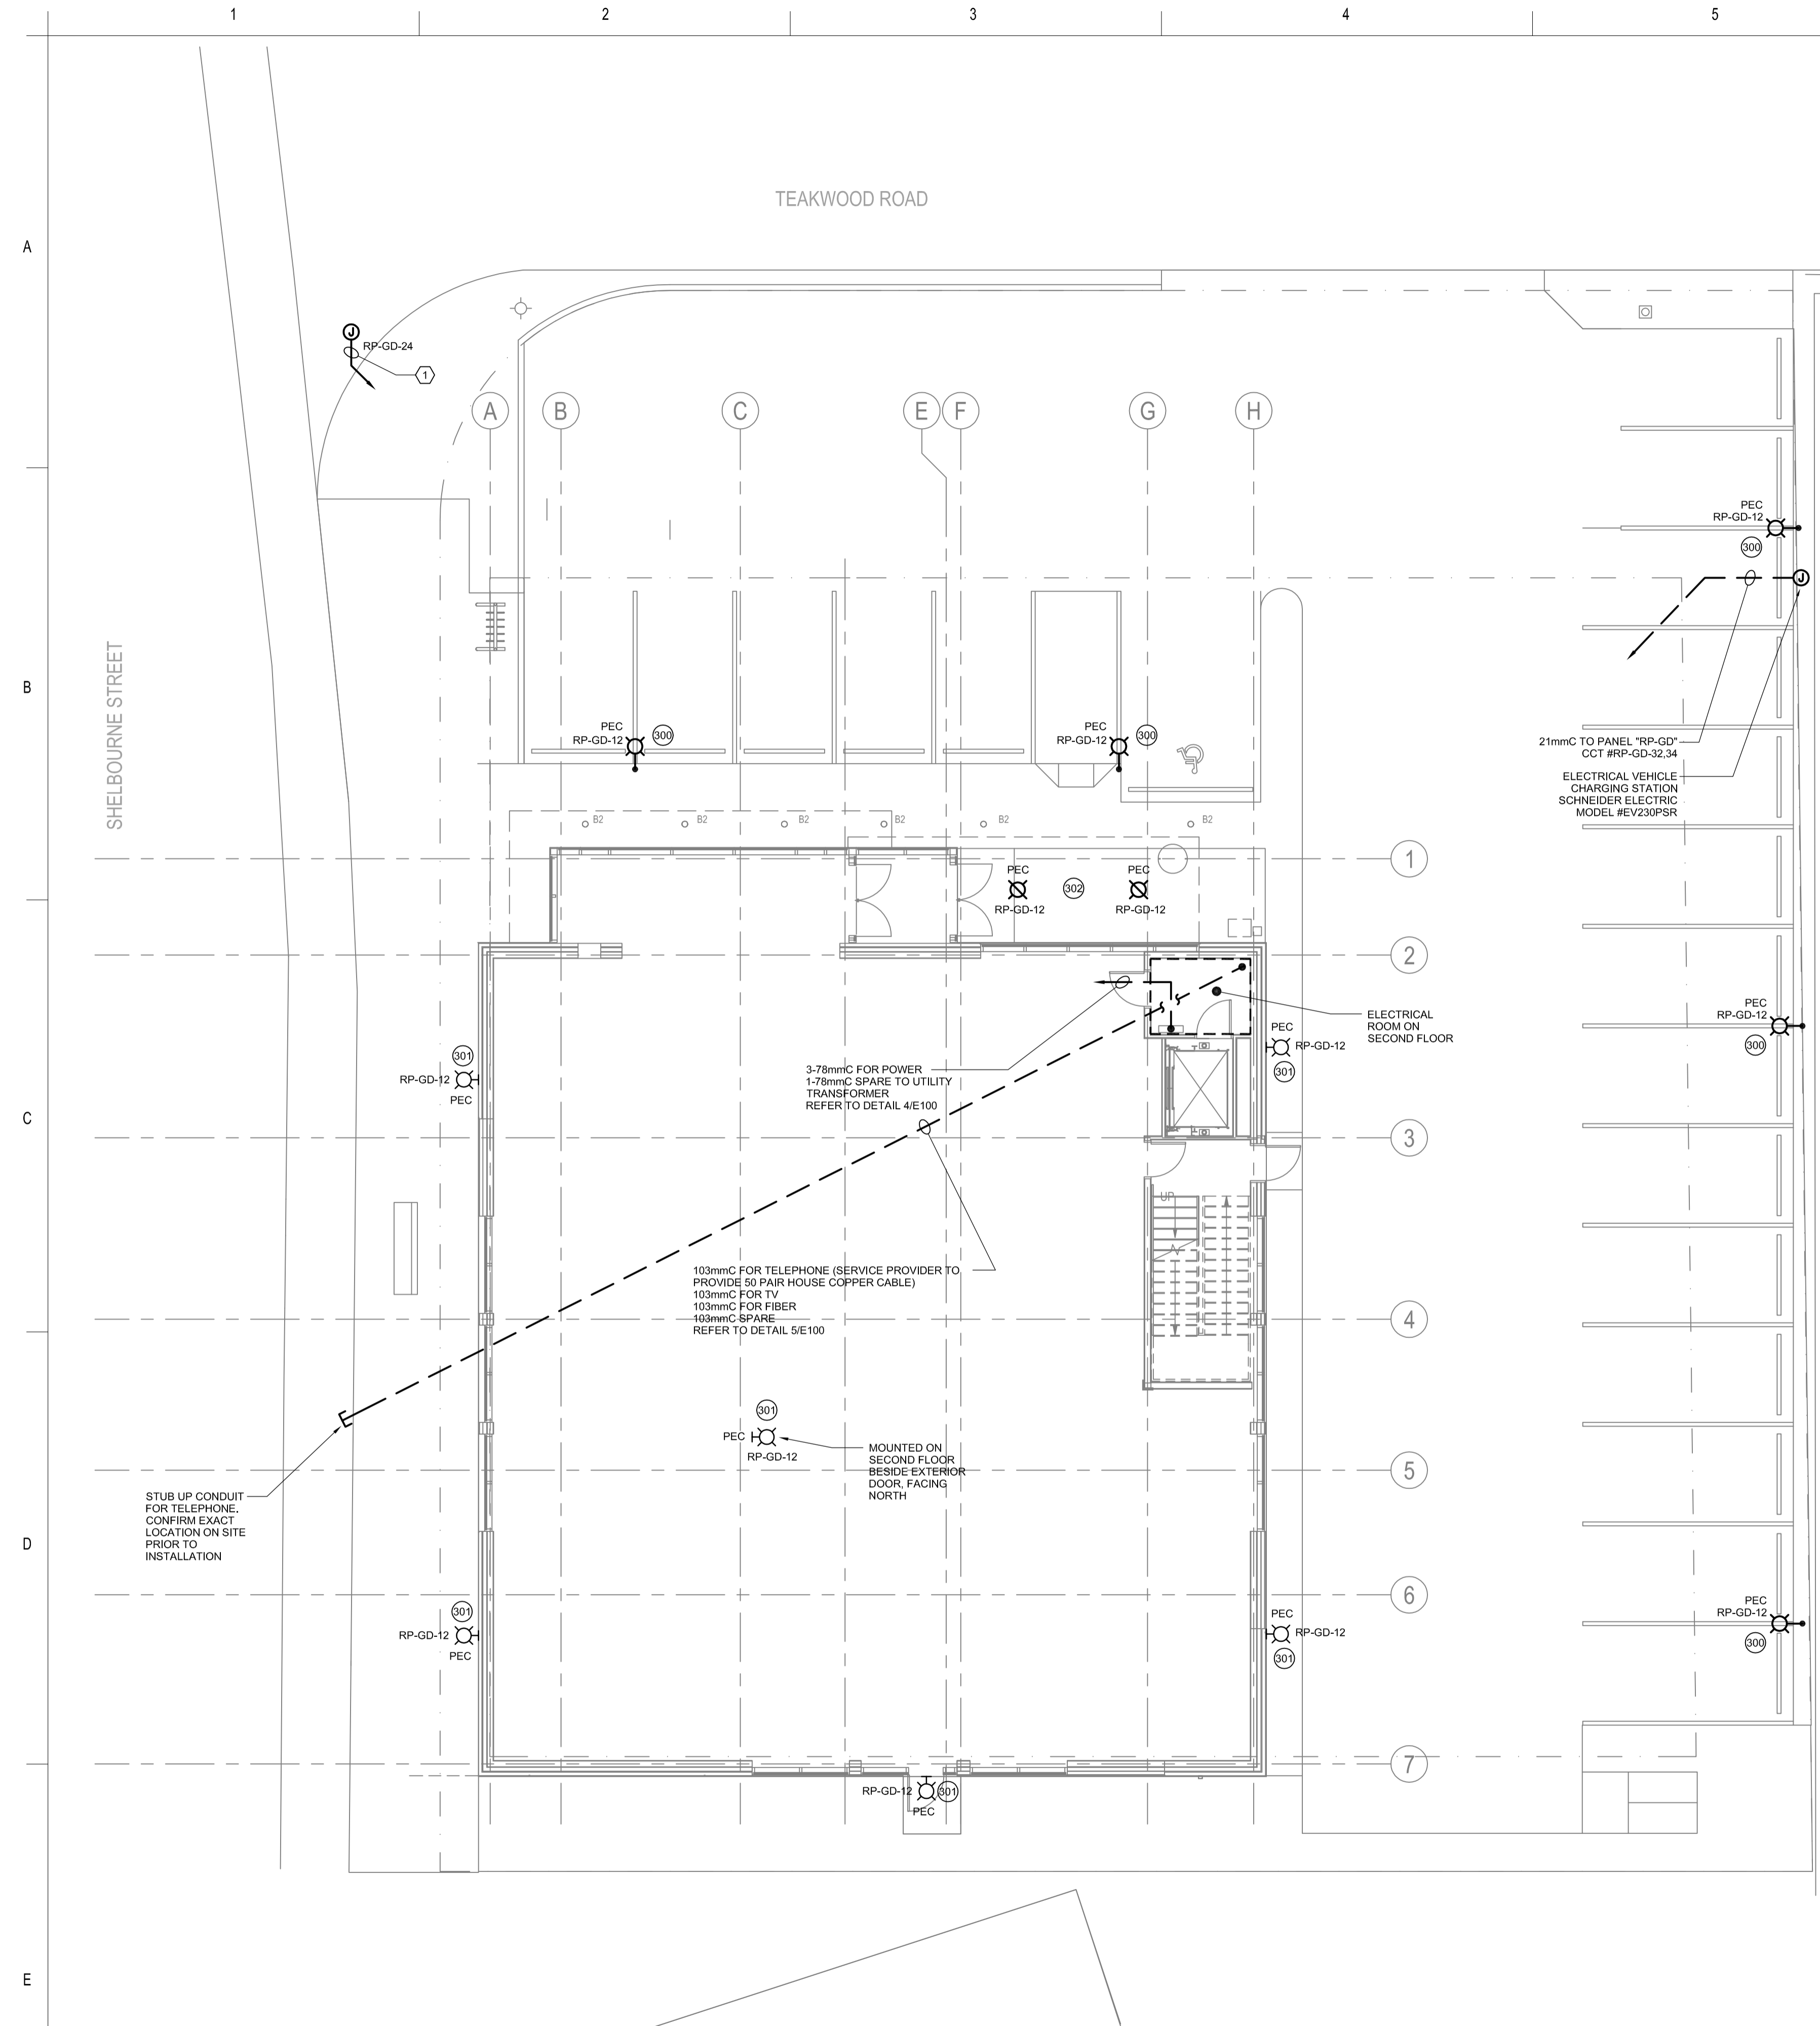 1
2
3
4
5
TEAKWOOD ROAD
A
J
RP-GD-24
1
A
B
C
E
F
G
H
PEC
RP-GD-12
300
J
SHELBOURNE STREET
B
PEC
RP-GD-12
300
PEC
RP-GD-12
300
21mmC TO PANEL "RP-GD"
CCT #RP-GD-32,34
ELECTRICAL VEHICLE
CHARGING STATION
SCHNEIDER ELECTRIC
MODEL #EV230PSR
B2
B2
B2
B2
B2
B2
1
PEC
RP-GD-12
302
PEC
RP-GD-12
2
ELECTRICAL
ROOM ON
SECOND FLOOR
PEC
RP-GD-12
300
PEC
RP-GD-12
301
301
RP-GD-12
PEC
3-78mmC FOR POWER
1-78mmC SPARE TO UTILITY
TRANSFORMER
REFER TO DETAIL 4/E100
C
3
UP
103mmC FOR TELEPHONE (SERVICE PROVIDER TO
PROVIDE 50 PAIR HOUSE COPPER CABLE)
103mmC FOR TV
103mmC FOR FIBER
103mmC SPARE
REFER TO DETAIL 5/E100
4
301
PEC
RP-GD-12
MOUNTED ON
SECOND FLOOR
BESIDE EXTERIOR
DOOR, FACING
NORTH
5
STUB UP CONDUIT
FOR TELEPHONE.
CONFIRM EXACT
LOCATION ON SITE
PRIOR TO
INSTALLATION
D
6
301
RP-GD-12
PEC
PEC
RP-GD-12
301
PEC
RP-GD-12
300
7
RP-GD-12
301
PEC
E